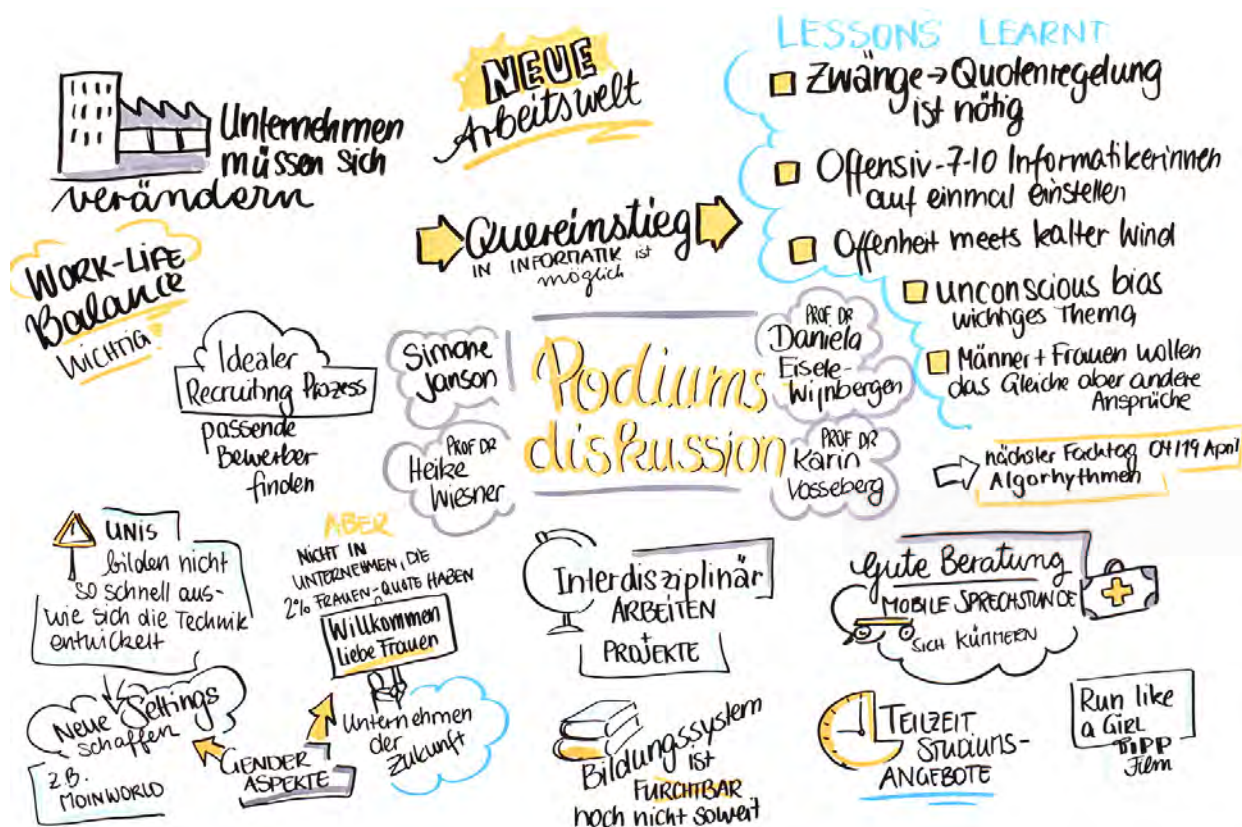 Unternehmen
müssen sich
verändern
NEUE
Arbeitswelt
Quereinstieg
IN INFORMATIK ist
möglich
LESSONS LEARNT
Zwänge → Quotenregelung
ist nötig
Offensiv - 7-10 Informatikerinnen
auf einmal einstellen
Offenheit meets kalter Wind
unconscious bias
wichtiges Thema
Männer + Frauen wollen
das Gleiche aber andere
Ansprüche
WORK-LIFE
Balance
WICHTIG
Idealer
Recruiting Prozess
passende
Bewerber
finden
Simone
Janson
PROF DR
Heike
Wiesner
Podiums
diskussion
PROF DR
Daniela
Eisele-
Wijnbergen
PROF DR
Karin
Vosseberg
nächster Fachtag 04/19 April
Algorhythmen
UNIS
bilden nicht
so schnell aus-
wie sich die Technik
entwickelt
Neue Settings
schaffen
z.B.
MOINWORLD
GENDER
ASPEKTE
ABER
NICHT IN
UNTERNEHMEN, DIE
2% FRAUEN-QUOTE HABEN
Willkommen
liebe Frauen
Unternehmen
der
Zukunft
Interdisziplinär
ARBEITEN
+
PROJEKTE
Bildungssystem
ist
FURCHTBAR
noch nicht soweit
gute Beratung
MOBILE SPRECHSTUNDE
SICH KÜMMERN
TEILZEIT
STUDIUMS-
ANGEBOTE
Run like
a GIRL
TIPP
Film